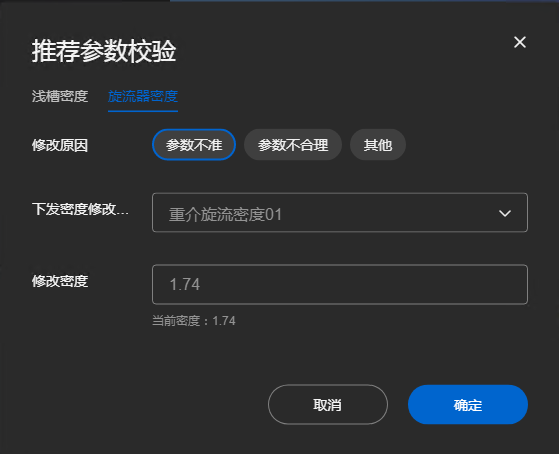 推荐参数校验
浅槽密度 旋流器密度
修改原因 参数不准 参数不合理 其他
下发密度修改... 重介旋流密度01
修改密度 1.74
当前密度：1.74
取消 确定